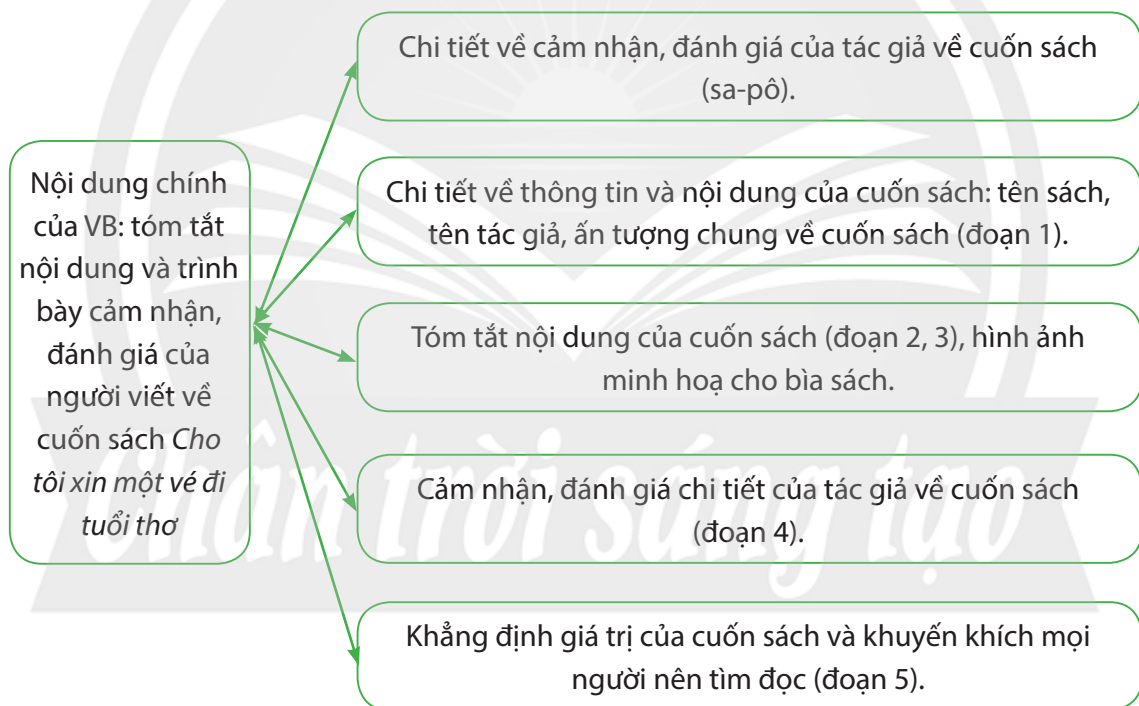 Chi tiết về cảm nhận, đánh giá của tác giả về cuốn sách
(sa-pô).
Nội dung chính
của VB: tóm tắt
nội dung và trình
bày cảm nhận,
đánh giá của
người viết về
cuốn sách Cho
tôi xin một vé đi
tuổi thơ
Chi tiết về thông tin và nội dung của cuốn sách: tên sách,
tên tác giả, ấn tượng chung về cuốn sách (đoạn 1).
Tóm tắt nội dung của cuốn sách (đoạn 2, 3), hình ảnh
minh hoạ cho bìa sách.
Cảm nhận, đánh giá chi tiết của tác giả về cuốn sách
(đoạn 4).
Khẳng định giá trị của cuốn sách và khuyến khích mọi
người nên tìm đọc (đoạn 5).
Chân trời sáng tạo